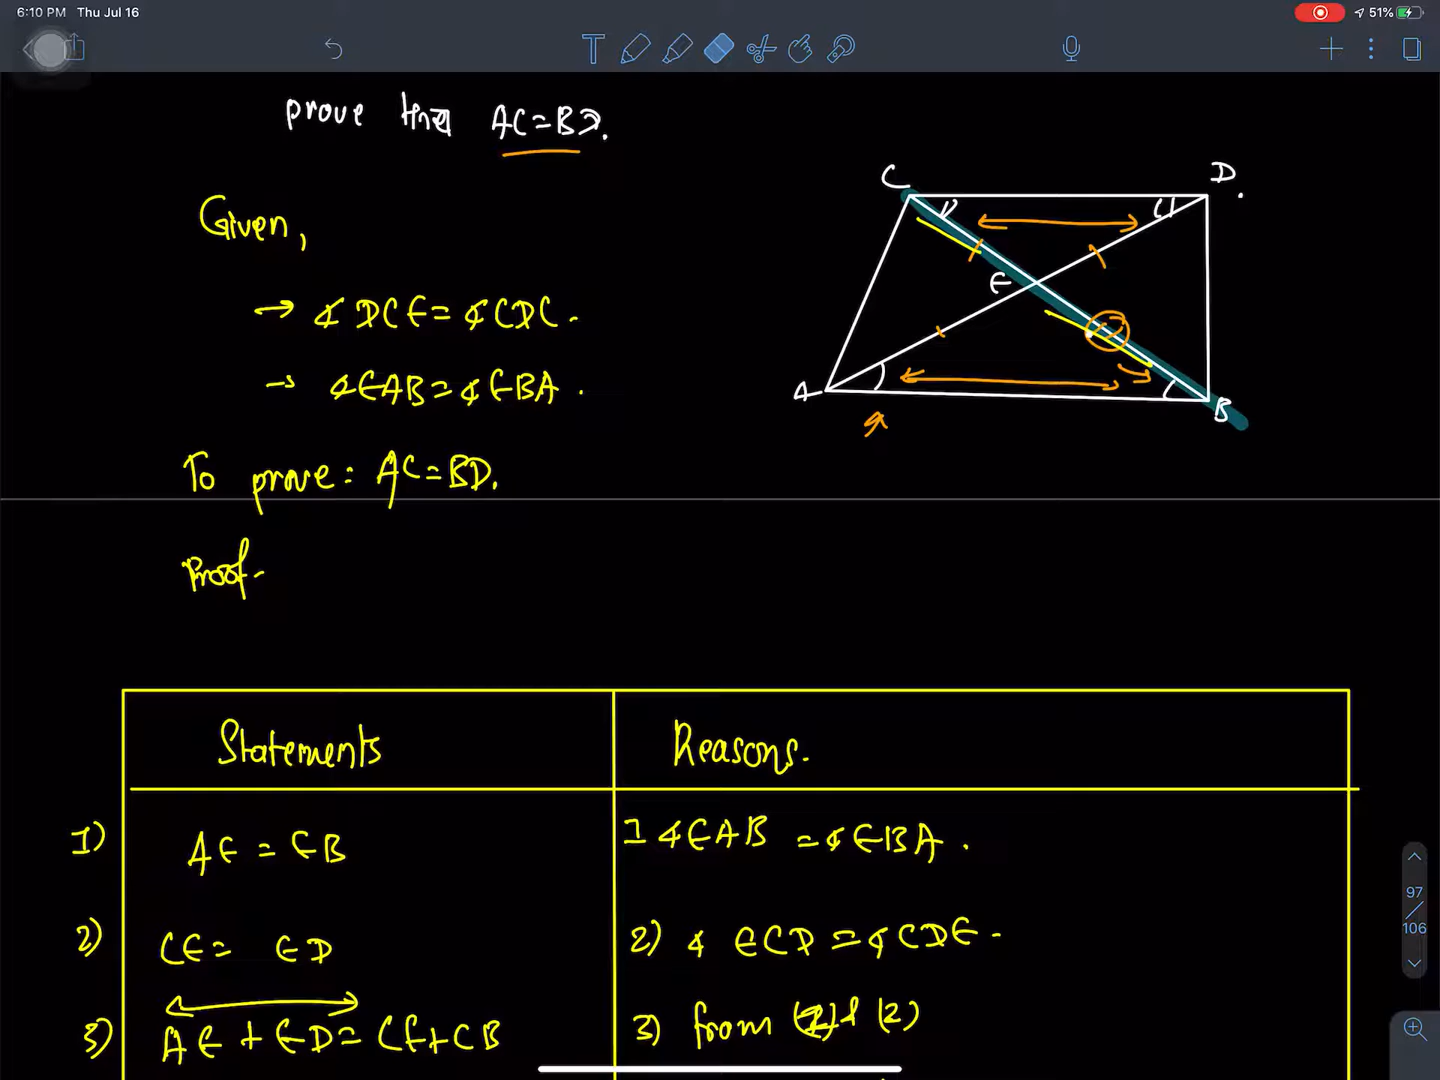 6:10 PM Thu Jul 16
51%
prove that AC=BD.
Given,
→ ∡DCE=∡CDC.
→ ∡EAB=∡EBA.
To prove: AC=BD.
Proof-
C
D.
E
A
B
Statements
Reasons.
1) AE = EB
1 ∡EAB = ∡EBA.
2) CE= ED
2) ∡ ECD = ∡CDE-
3) AE + ED= CE+CB
3) from (1) & (2)
97
/
106